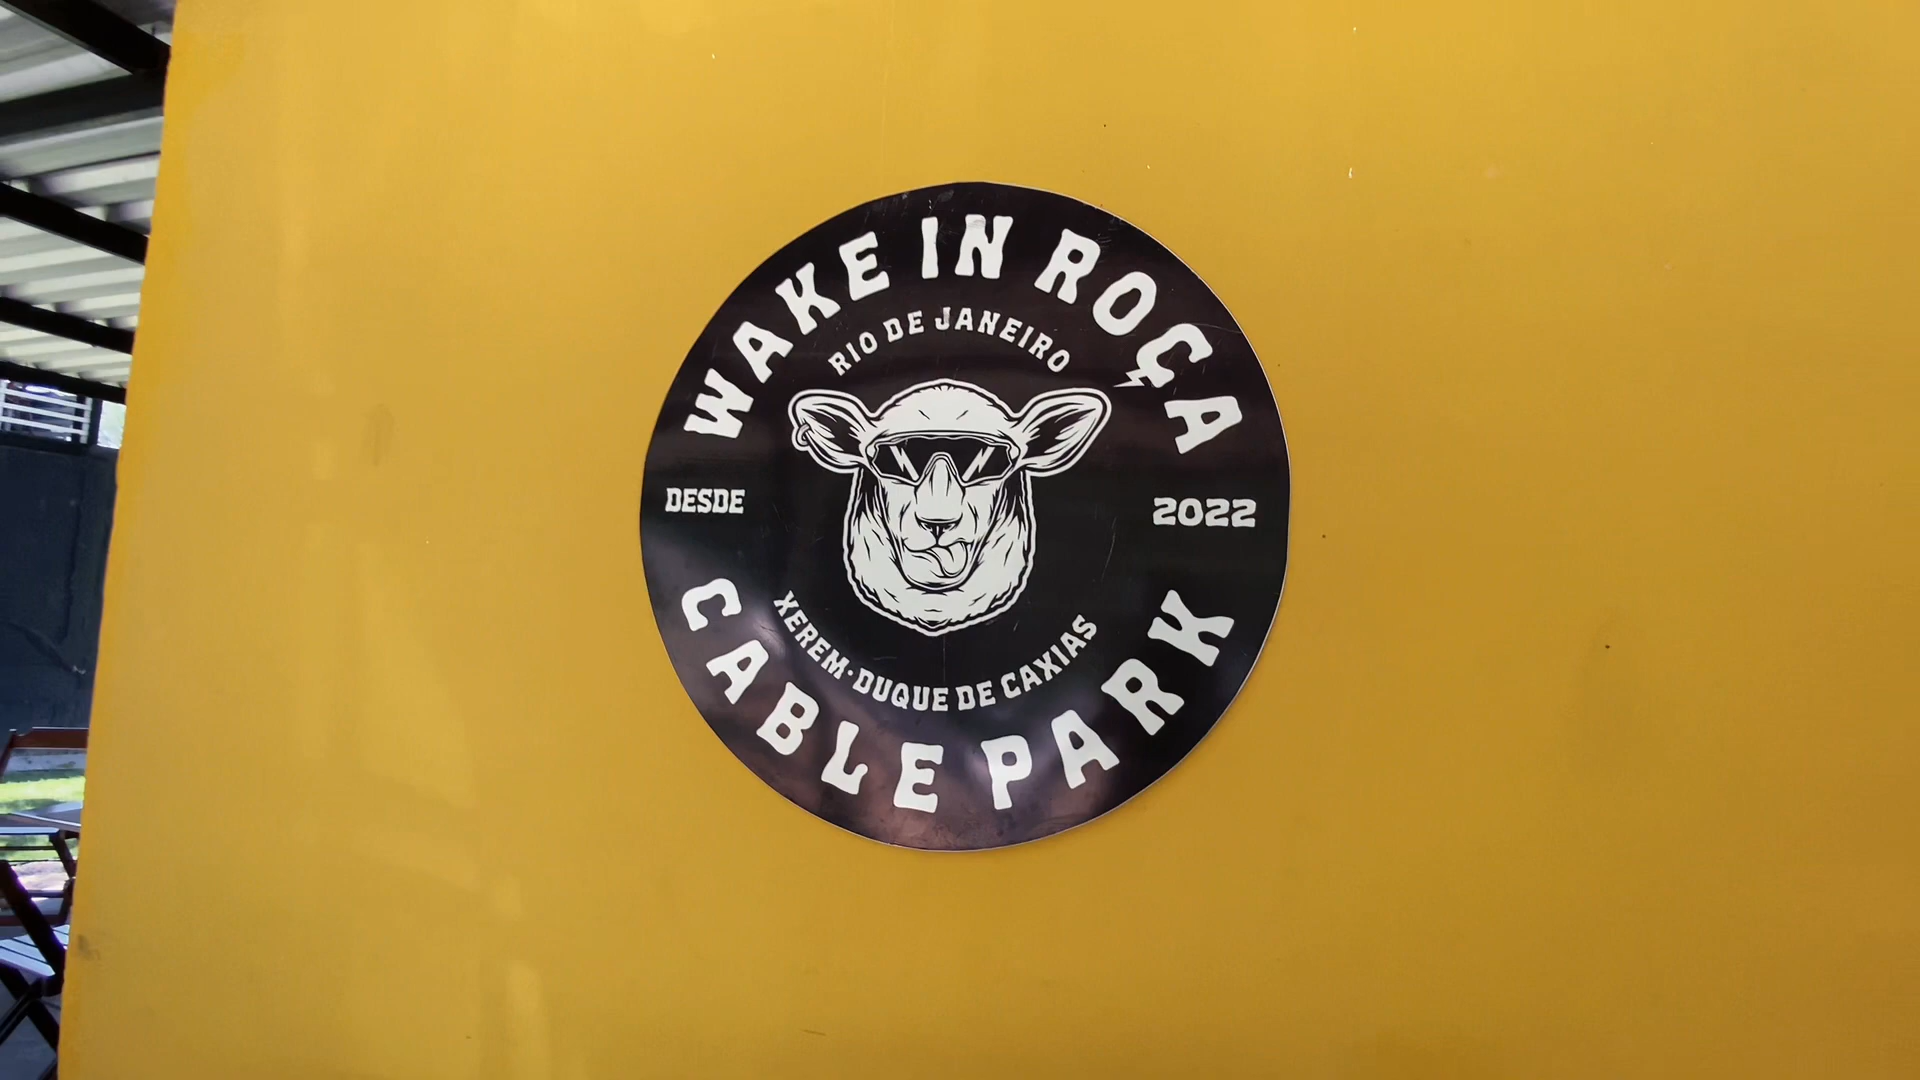 WAKE IN ROÇA
RIO DE JANEIRO
DESDE
2022
XEREM·DUQUE DE CAXIAS
CABLE PARK